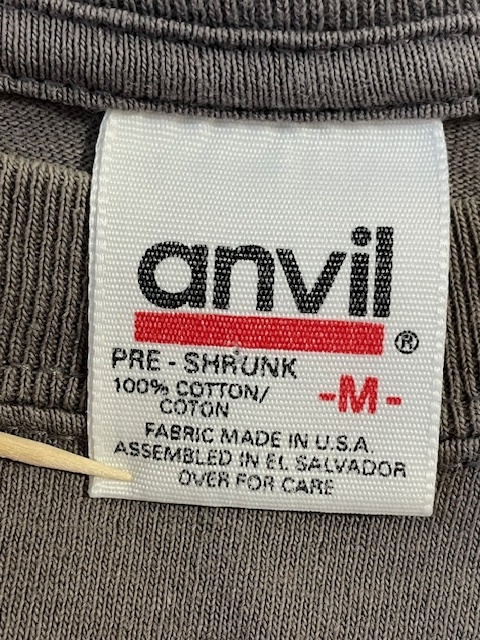 anvil®
PRE - SHRUNK
100% COTTON/
COTON
-M-
FABRIC MADE IN U.S.A.
ASSEMBLED IN EL SALVADOR
OVER FOR CARE